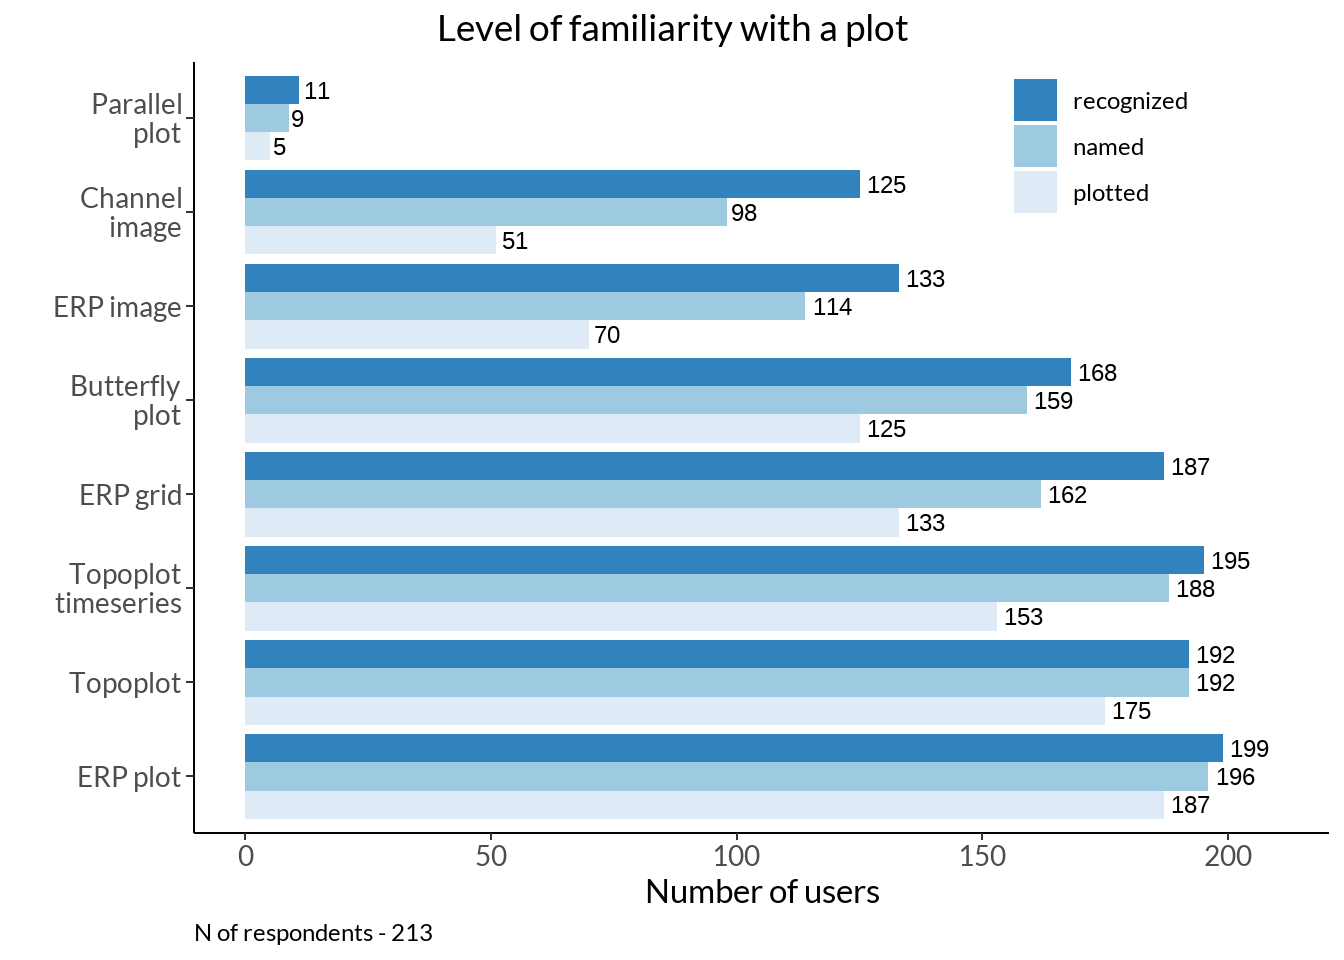 Level of familiarity with a plot
recognized
named
plotted
Parallel
plot
11
9
5
Channel
image
125
98
51
ERP image
133
114
70
Butterfly
plot
168
159
125
ERP grid
187
162
133
Topoplot
timeseries
195
188
153
Topoplot
192
192
175
ERP plot
199
196
187
0 50 100 150 200
Number of users
N of respondents - 213